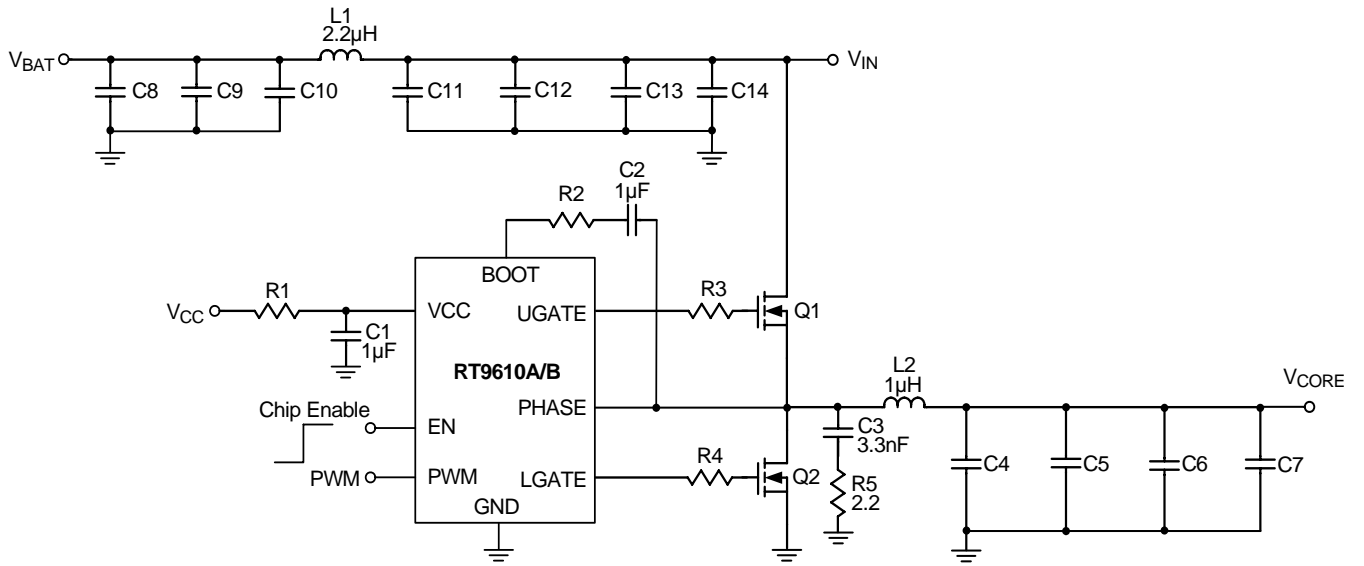 L1
2.2µH
VBAT
VIN
C8
C9
C10
C11
C12
C13
C14
C2
1µF
R2
BOOT
R1
VCC
VCC
C1
1µF
UGATE
R3
Q1
RT9610A/B
L2
1µH
VCORE
Chip Enable
EN
PHASE
C3
3.3nF
PWM
PWM
LGATE
R4
Q2
R5
2.2
C4
C5
C6
C7
GND